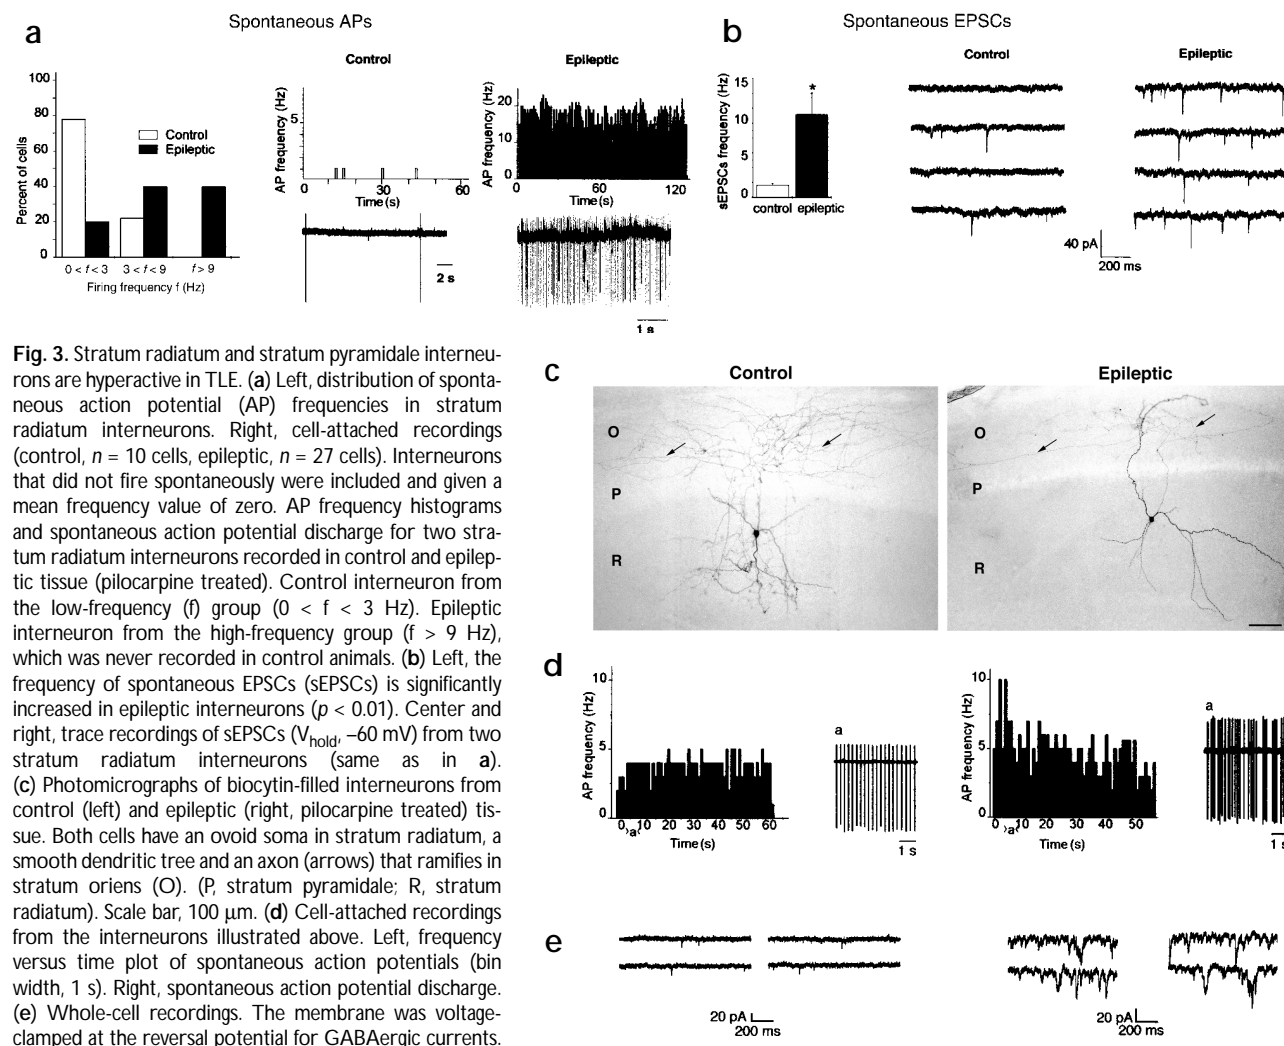 Spontaneous APs
a
Control
Epileptic
Percent of cells
100
80
60
40
20
0
0 < f < 3
3 < f < 9
f > 9
Firing frequency f (Hz)
Control
Epileptic
AP frequency (Hz)
5
0
30
60
Time(s)
2 s
AP frequency (Hz)
20
10
0
0
60
120
Time(s)
1 s
Spontaneous EPSCs
b
Control
Epileptic
sEPSCs frequency (Hz)
15
10
5
0
*
control epileptic
40 pA
200 ms
Fig. 3. Stratum radiatum and stratum pyramidale interneu-
rons are hyperactive in TLE. (a) Left, distribution of sponta-
neous action potential (AP) frequencies in stratum
radiatum interneurons. Right, cell-attached recordings
(control, n = 10 cells, epileptic, n = 27 cells). Interneurons
that did not fire spontaneously were included and given a
mean frequency value of zero. AP frequency histograms
and spontaneous action potential discharge for two stra-
tum radiatum interneurons recorded in control and epilep-
tic tissue (pilocarpine treated). Control interneuron from
the low-frequency (f) group (0 < f < 3 Hz). Epileptic
interneuron from the high-frequency group (f > 9 Hz),
which was never recorded in control animals. (b) Left, the
frequency of spontaneous EPSCs (sEPSCs) is significantly
increased in epileptic interneurons (p < 0.01). Center and
right, trace recordings of sEPSCs (Vhold, –60 mV) from two
stratum radiatum interneurons (same as in a).
(c) Photomicrographs of biocytin-filled interneurons from
control (left) and epileptic (right, pilocarpine treated) tis-
sue. Both cells have an ovoid soma in stratum radiatum, a
smooth dendritic tree and an axon (arrows) that ramifies in
stratum oriens (O). (P, stratum pyramidale; R, stratum
radiatum). Scale bar, 100 μm. (d) Cell-attached recordings
from the interneurons illustrated above. Left, frequency
versus time plot of spontaneous action potentials (bin
width, 1 s). Right, spontaneous action potential discharge.
(e) Whole-cell recordings. The membrane was voltage-
clamped at the reversal potential for GABAergic currents.
c
Control
Epileptic
O
P
R
O
P
R
d
AP frequency (Hz)
10
5
0
0 10 20 30 40 50 60
›a‹
Time(s)
a
1 s
AP frequency (Hz)
10
5
0
0 10 20 30 40 50
›a‹
Time(s)
a
1 s
e
20 pA
200 ms
20 pA
200 ms